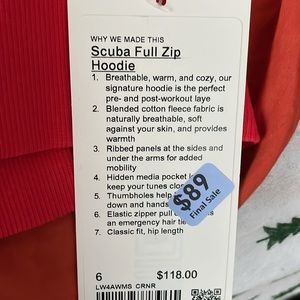 WHY WE MADE THIS
Scuba Full Zip
Hoodie
1. Breathable, warm, and cozy, our
signature hoodie is the perfect
pre- and post-workout laye
2. Blended cotton fleece fabric is
naturally breathable, soft
against your skin, and provides
warmth
3. Ribbed panels at the sides and
under the arms for added
mobility
4. Hidden media pocket
keep your tunes clo
5. Thumbholes help
down and hands
6. Elastic zipper pull
an emergency hair
7. Classic fit, hip length
$89
Final Sale
6 $118.00
LW4AWMS CRNR